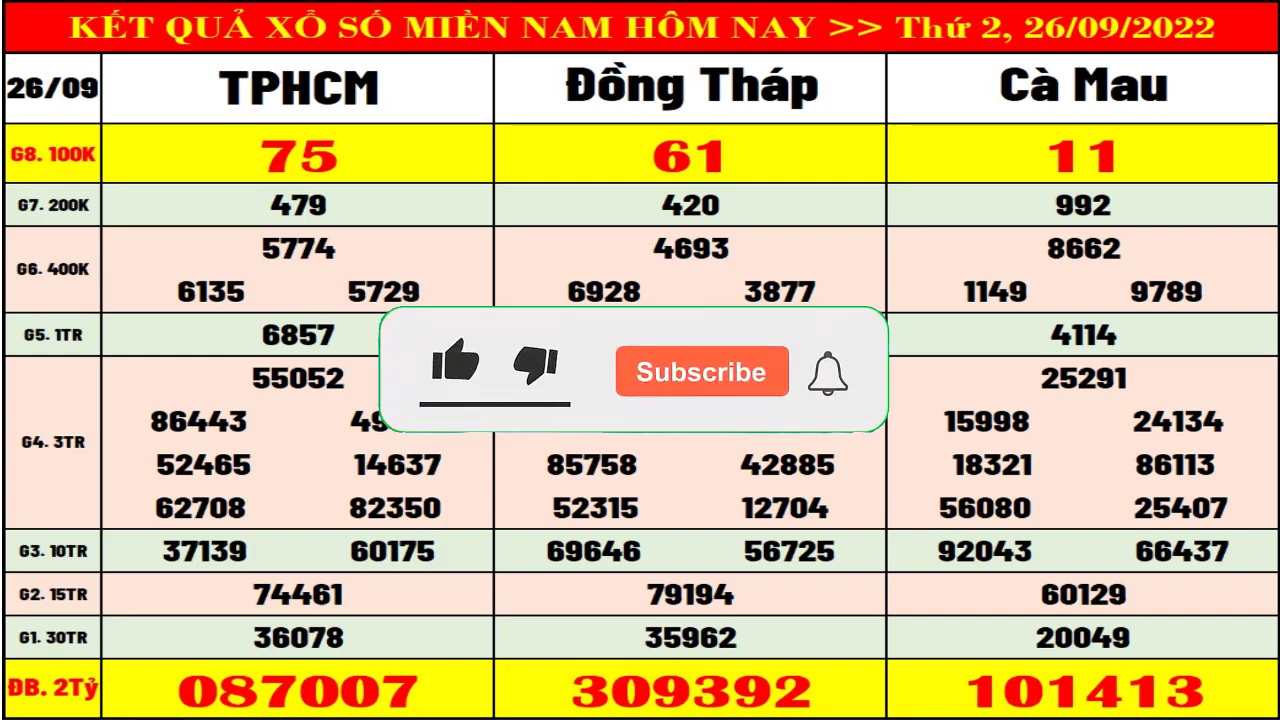 KẾT QUẢ XỔ SỐ MIỀN NAM HÔM NAY >> Thứ 2, 26/09/2022
26/09 TPHCM Đồng Tháp Cà Mau
G8. 100K 75 61 11
G7. 200K 479 420 992
5774 4693 8662
G6. 400K
6135 5729 6928 3877 1149 9789
G5. 1TR 6857 4114
Subscribe
55052 25291
86443 15998 24134
G4. 3TR
52465 14637 85758 42885 18321 86113
62708 82350 52315 12704 56080 25407
G3. 10TR 37139 60175 69646 56725 92043 66437
G2. 15TR 74461 79194 60129
G1. 30TR 36078 35962 20049
ĐB. 2Tỷ 087007 309392 101413